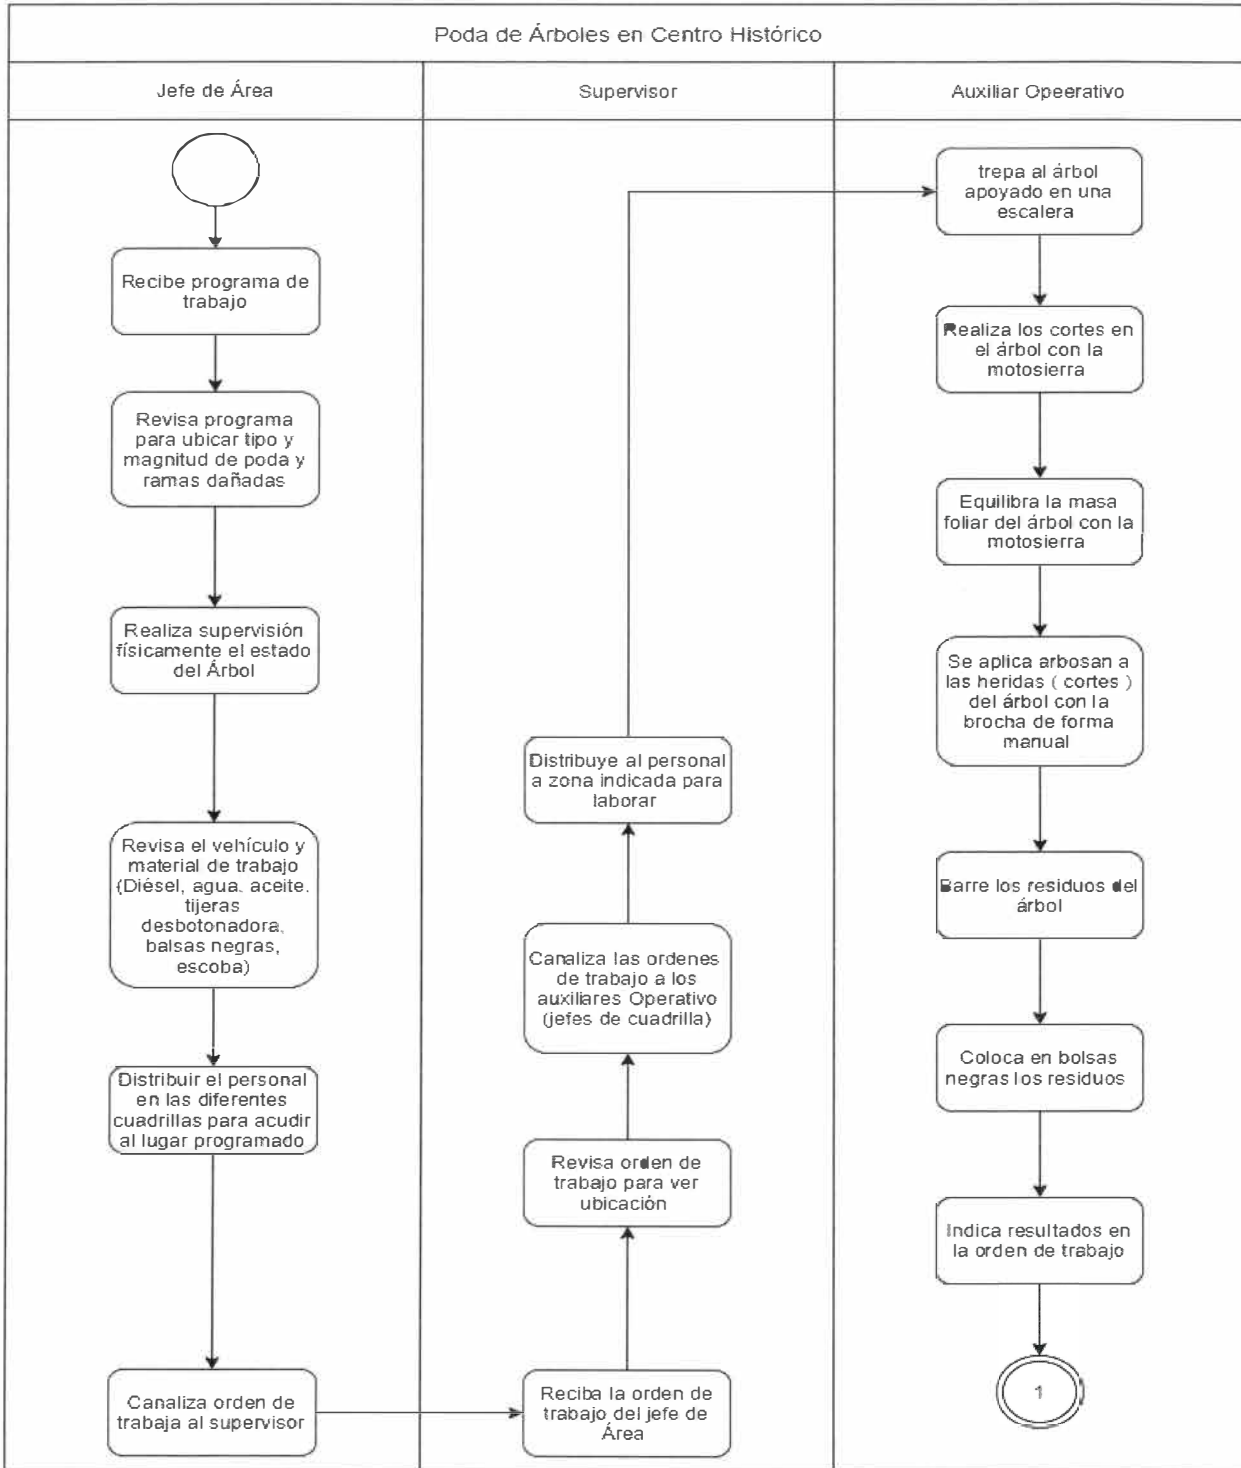 Poda de Árboles en Centro Histórico
Jefe de Área
Supervisor
Auxiliar Opeerativo
Recibe programa de
trabajo
Revisa programa
para ubicar tipo y
magnitud de poda y
ramas dañadas
Realiza supervisión
físicamente el estado
del Árbol
Revisa el vehículo y
material de trabajo
(Diésel, agua, aceite,
tijeras
desbotonadora,
balsas negras,
escoba)
Distribuir el personal
en las diferentes
cuadrillas para acudir
al lugar programado
Canaliza orden de
trabaja al supervisor
Reciba la orden de
trabajo del jefe de
Área
Revisa orden de
trabajo para ver
ubicación
Canaliza las ordenes
de trabajo a los
auxiliares Operativo
(jefes de cuadrilla)
Distribuye al personal
a zona indicada para
laborar
trepa al árbol
apoyado en una
escalera
Realiza los cortes en
el árbol con la
motosierra
Equilibra la masa
foliar del árbol con la
motosierra
Se aplica arbosan a
las heridas ( cortes )
del árbol con la
brocha de forma
manual
Barre los residuos del
árbol
Coloca en bolsas
negras los residuos
Indica resultados en
la orden de trabajo
1